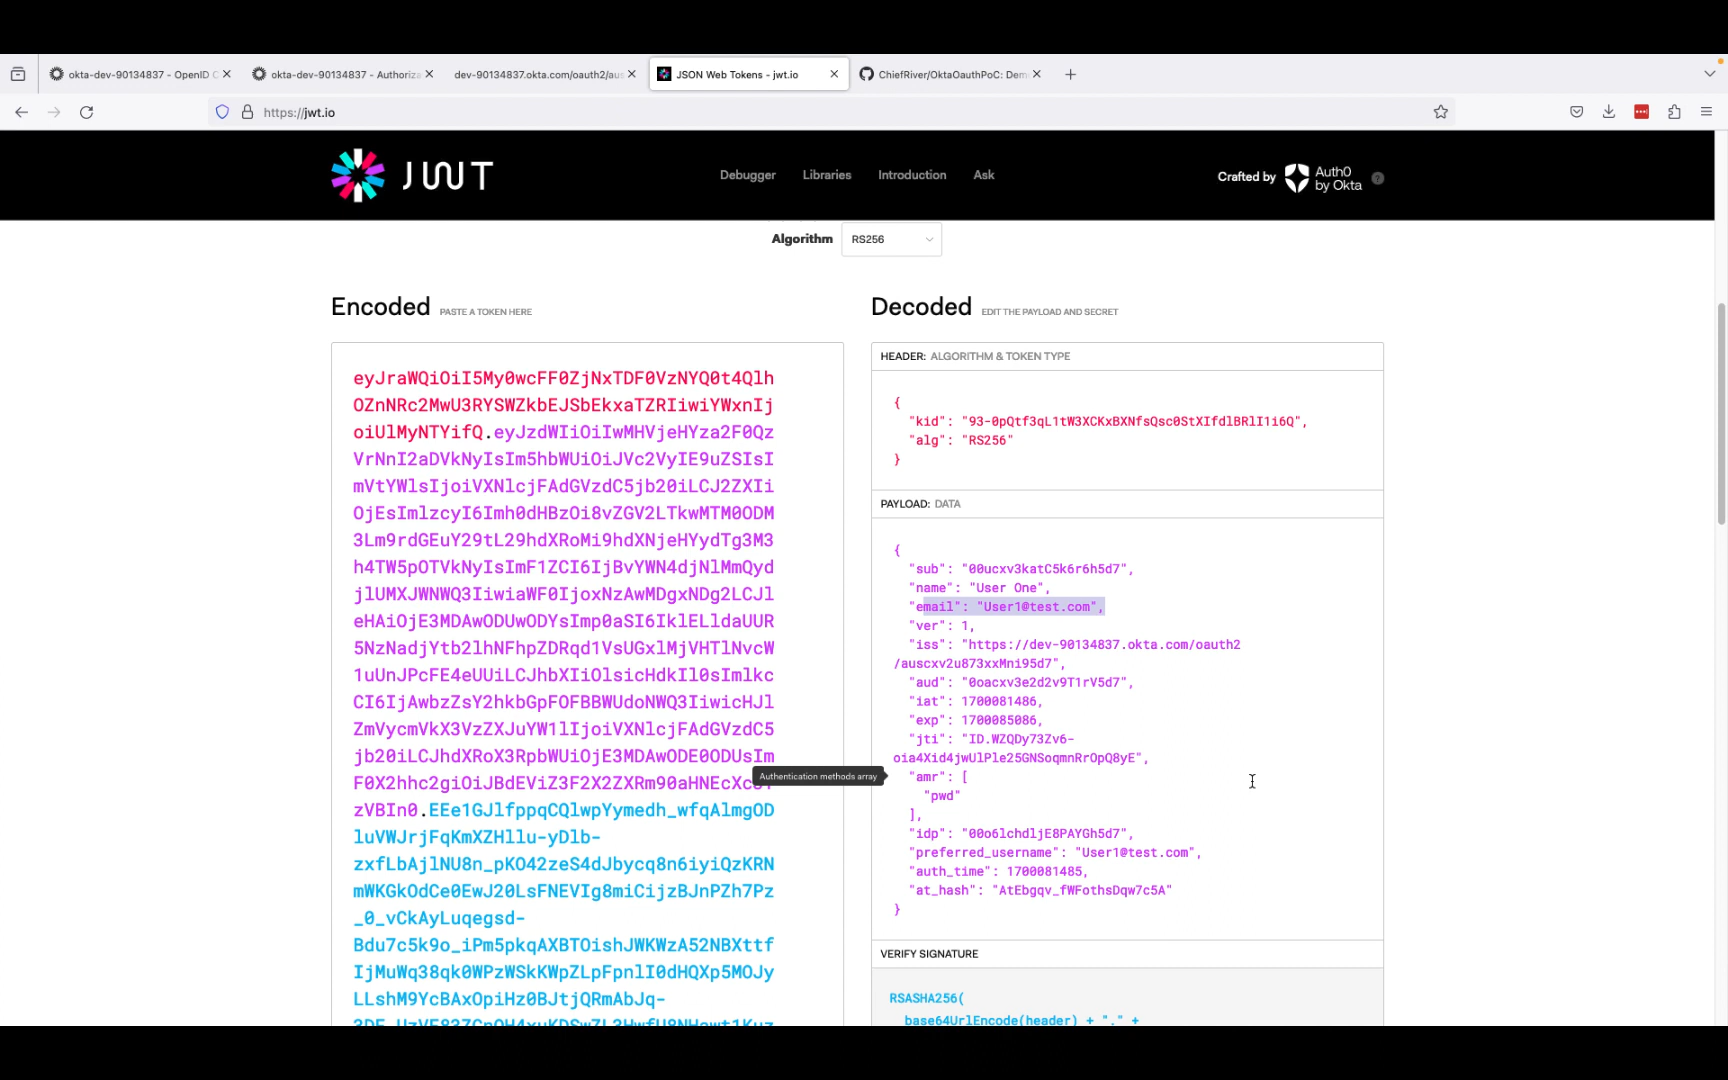 okta-dev-90134837 - OpenID C
okta-dev-90134837 - Authoriza
dev-90134837.okta.com/oauth2/aus
JSON Web Tokens - jwt.io
ChiefRiver/OktaOauthPoC: Dem
https://jwt.io
JWT
Debugger
Libraries
Introduction
Ask
Crafted by
Auth0
by Okta
?
Algorithm
RS256
Encoded PASTE A TOKEN HERE
eyJraWQiOiI5My0wcFF0ZjNxTDF0VzNYQ0t4Qlh
OZnNRc2MwU3RYSWZkbEJSbEkxaTZRIiwiYWxnIj
oiUlMyNTYifQ.eyJzdWIiOiIwMHVjeHYza2F0Qz
VrNnI2aDVkNyIsIm5hbWUiOiJVc2VyIE9uZSIsI
mVtYWlsIjoiVXNlcjFAdGVzdC5jb20iLCJ2ZXIi
OjEsImlzcyI6Imh0dHBzOi8vZGV2LTkwMTM0ODM
3Lm9rdGEuY29tL29hdXRoMi9hdXNjeHYydTg3M3
h4TW5pOTVkNyIsImF1ZCI6IjBvYWN4djNlMmQyd
jlUMXJWNWQ3IiwiaWF0IjoxNzAwMDgxNDg2LCJl
eHAiOjE3MDAwODUwODYsImp0aSI6IklELldaUUR
5NzNadjYtb2lhNFhpZDRqd1VsUGxlMjVHTlNvcW
1uUnJPcFE4eUUiLCJhbXIiOlsicHdkIl0sImlkc
CI6IjAwbzZsY2hkbGpFOFBBWUdoNWQ3IiwicHJl
ZmVycmVkX3VzZXJuYW1lIjoiVXNlcjFAdGVzdC5
jb20iLCJhdXRoX3RpbWUiOjE3MDAwODE0ODUsIm
F0X2hhc2giOiJBdEViZ3F2X2ZXRm90aHNEcXc
zVBIn0.EEe1GJlfppqCQlwpYymedh_wfqAlmgOD
luVWJrjFqKmXZHllu-yDlb-
zxfLbAjlNU8n_pKO42zeS4dJbycq8n6iyiQzKRN
mWKGkOdCe0EwJ20LsFNEVIg8miCijzBJnPZh7Pz
_0_vCkAyLuqegsd-
Bdu7c5k9o_iPm5pkqAXBTOishJWKWzA52NBXttf
IjMuWq38qk0WPzWSkKWpZLpFpnlI0dHQXp5MOJy
LLshM9YcBAxOpiHz0BJtjQRmAbJq-
Decoded EDIT THE PAYLOAD AND SECRET
HEADER: ALGORITHM & TOKEN TYPE
{
"kid": "93-0pQtf3qL1tW3XCKxBXNfsQsc0StXIfdlBRlI1i6Q",
"alg": "RS256"
}
PAYLOAD: DATA
{
"sub": "00ucxv3katC5k6r6h5d7",
"name": "User One",
"email": "User1@test.com",
"ver": 1,
"iss": "https://dev-90134837.okta.com/oauth2
/auscxv2u873xxMni95d7",
"aud": "0oacxv3e2d2v9T1rV5d7",
"iat": 1700081486,
"exp": 1700085086,
"jti": "ID.WZQDy73Zv6-
oia4Xid4jwUlPle25GNSoqmnRrOpQ8yE",
Authentication methods array
"amr": [
"pwd"
],
"idp": "00o6lchdljE8PAYGh5d7",
"preferred_username": "User1@test.com",
"auth_time": 1700081485,
"at_hash": "AtEbgqv_fWFothsDqw7c5A"
}
VERIFY SIGNATURE
RSASHA256(
base64UrlEncode(header) + "." +